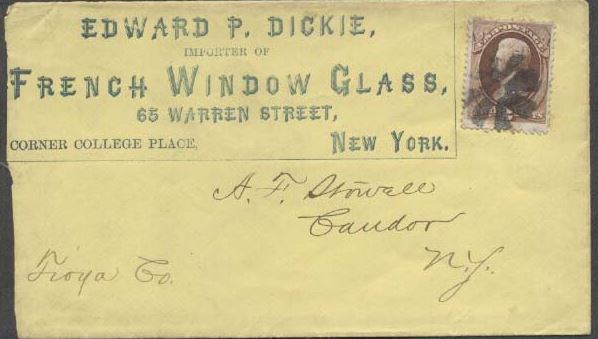 EDWARD P. DICKIE,
IMPORTER OF
FRENCH WINDOW GLASS,
65 WARREN STREET,
CORNER COLLEGE PLACE, NEW YORK.
A. F. Stowell
Candor
N.Y.
Tioga Co.